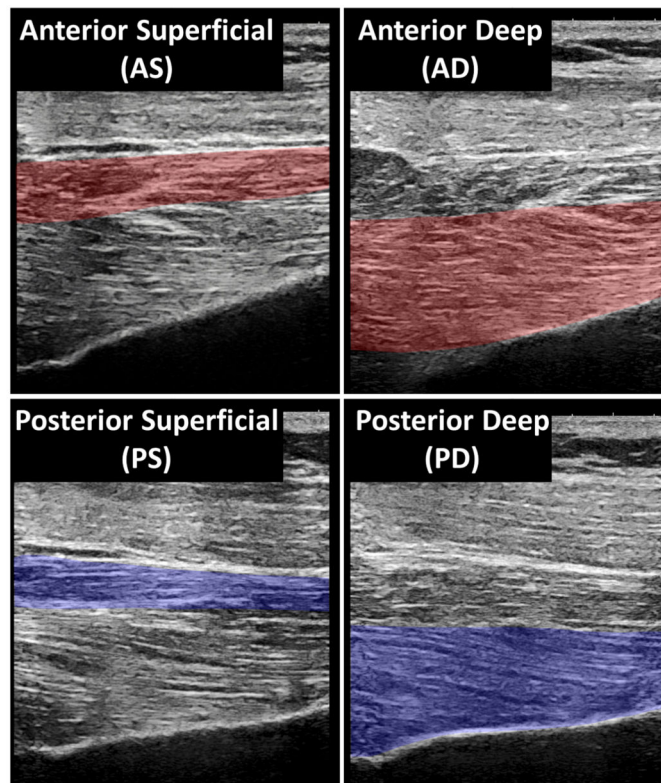 Anterior Superficial
(AS)
Anterior Deep
(AD)
Posterior Superficial
(PS)
Posterior Deep
(PD)